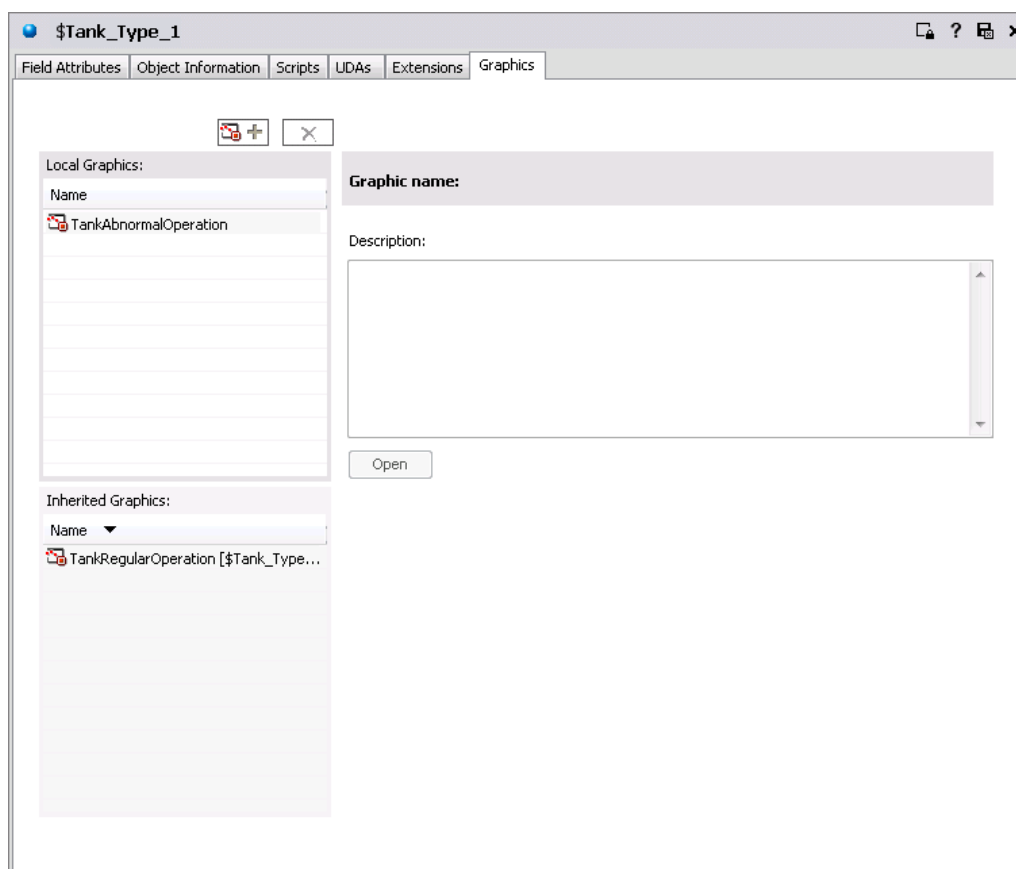 $Tank_Type_1
?
Field Attributes Object Information Scripts UDAs Extensions Graphics
Local Graphics:
Name
TankAbnormalOperation
Graphic name:
Description:
Open
Inherited Graphics:
Name
TankRegularOperation [$Tank_Type...